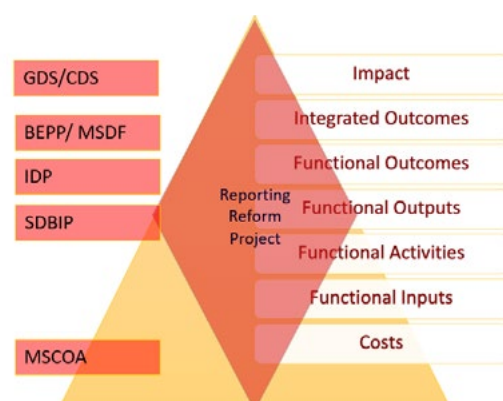 GDS/CDS
BEPP/ MSDF
IDP
SDBIP
MSCOA
Reporting
Reform
Project
Impact
Integrated Outcomes
Functional Outcomes
Functional Outputs
Functional Activities
Functional Inputs
Costs